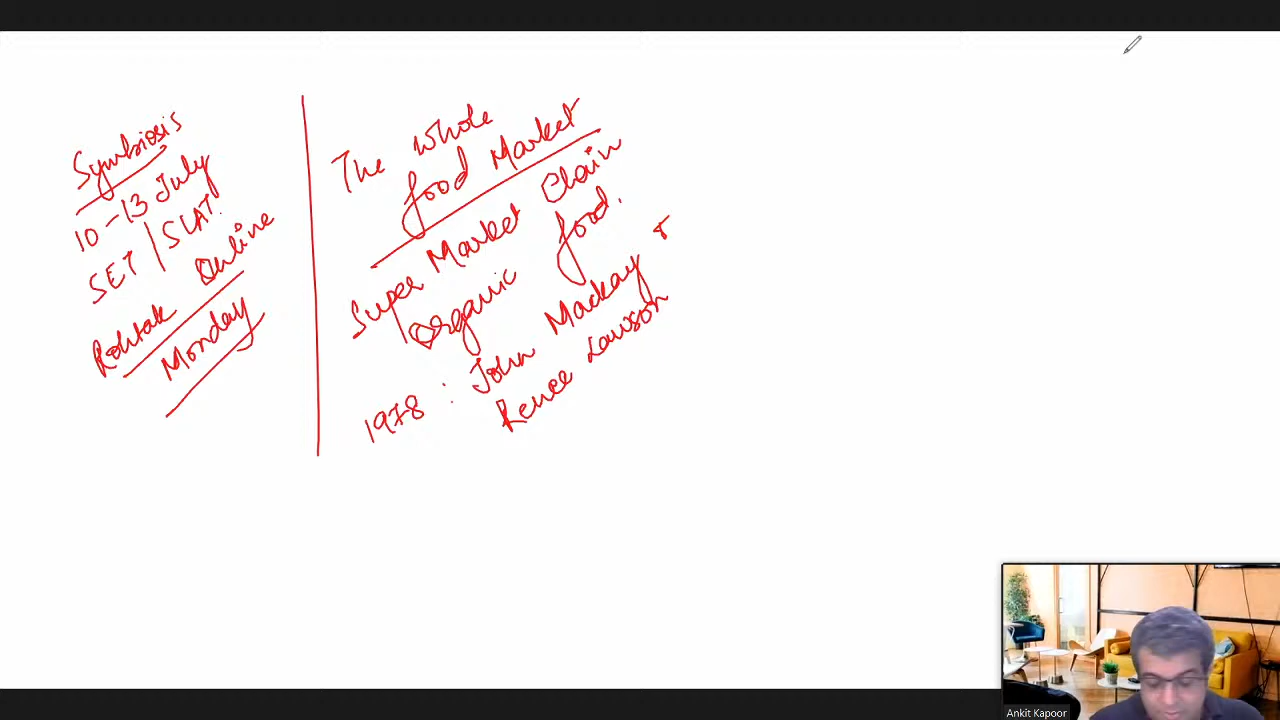 Symbiosis
10-13 July
SET | SLAT.
Online
Rohtak
Monday
The Whole
food Market
Super Market Chain
Organic food.
1978 : John Mackay &
Renee Lawson
Ankit Kapoor